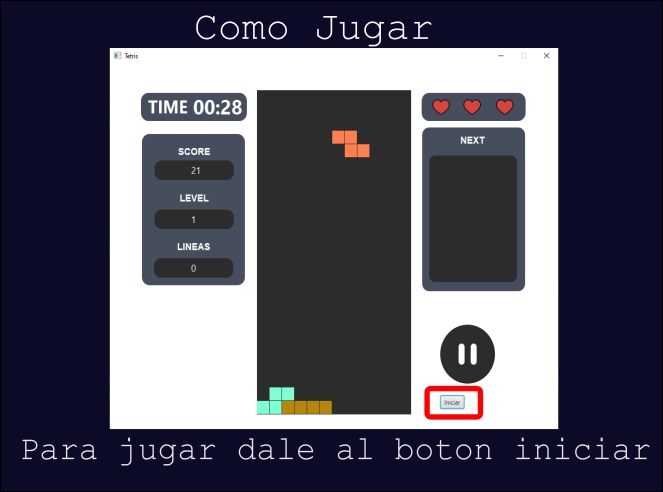 Como Jugar
Tetris
TIME 00:28
NEXT
SCORE
21
LEVEL
1
LINEAS
0
Iniciar
Para jugar dale al boton iniciar